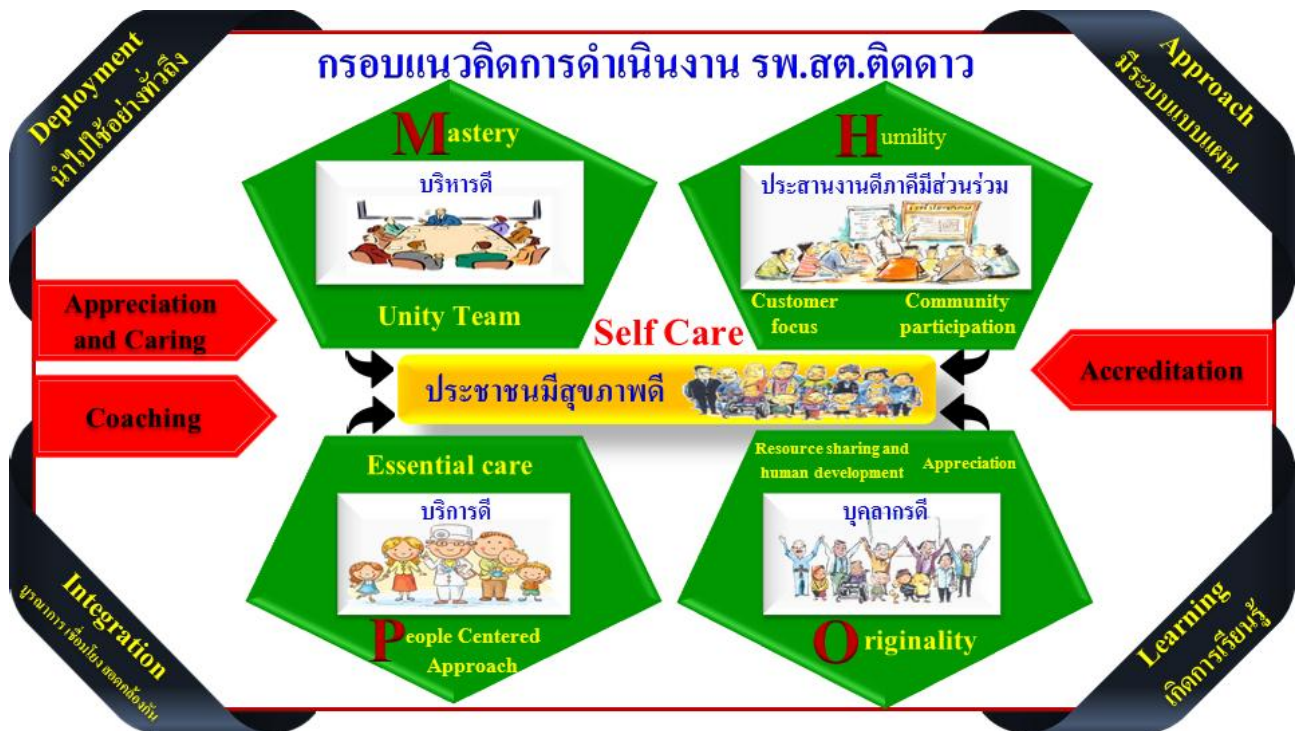 กรอบแนวคิดการดำเนินงาน รพ.สต.ติดดาว
Deployment
นำไปใช้อย่างทั่วถึง
Approach
มีระบบแบบแผน
Mastery
บริหารดี
Unity Team
Humility
ประสานงานดีภาคีมีส่วนร่วม
Customer
focus
Community
participation
Appreciation
and Caring
Coaching
Self Care
ประชาชนมีสุขภาพดี
Accreditation
Essential care
บริการดี
People Centered
Approach
Resource sharing and
human development
Appreciation
บุคลากรดี
Originality
Integration
บูรณาการ เชื่อมโยง สอดคล้องกัน
Learning
เกิดการเรียนรู้